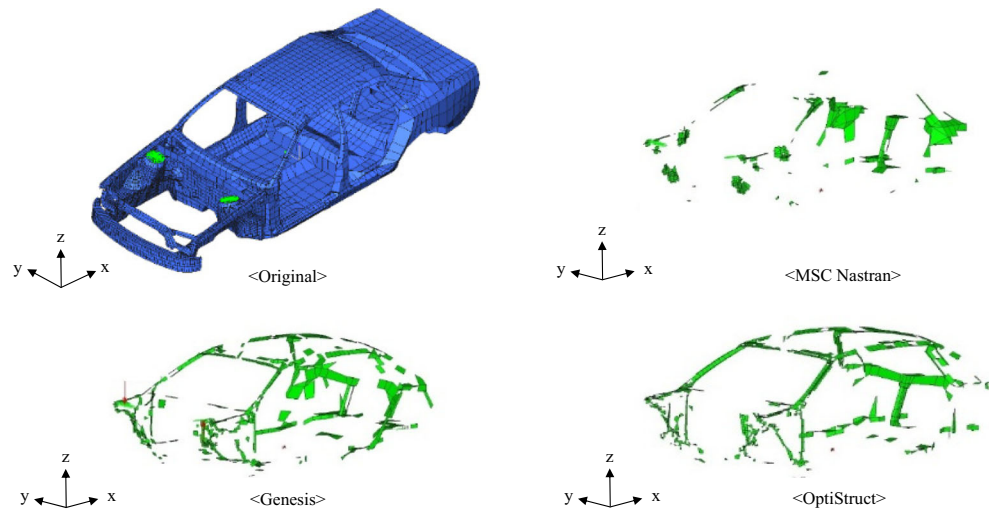 z
y
x
<Original>
z
y
x
<MSC Nastran>
z
y
x
<Genesis>
z
y
x
<OptiStruct>